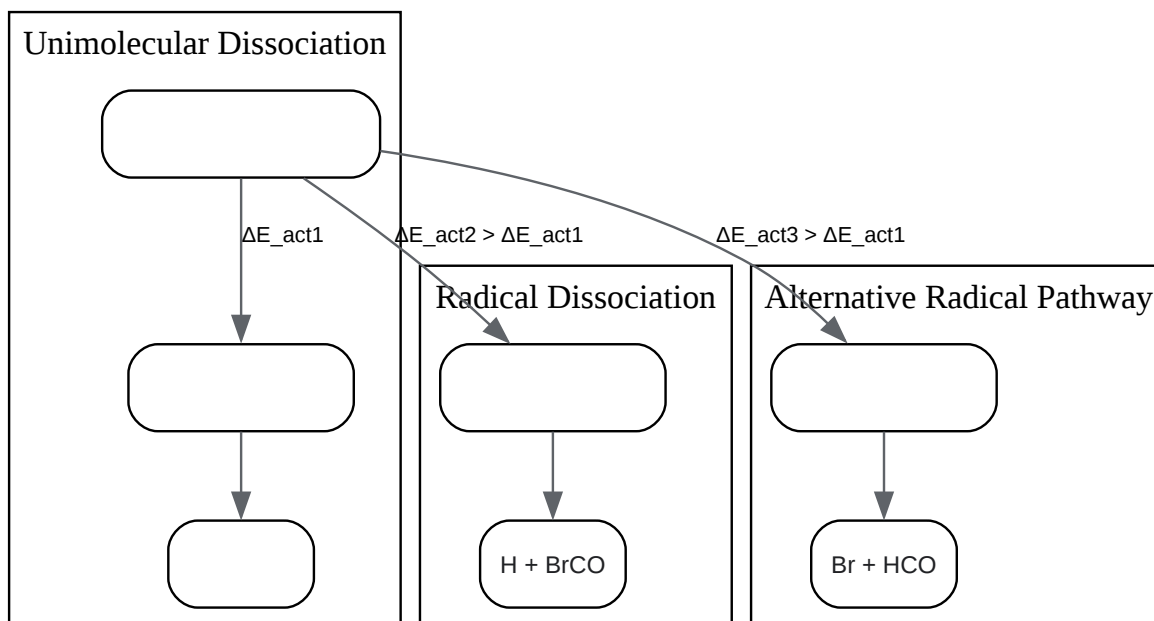 Unimolecular Dissociation
ΔE_act1
ΔE_act2 > ΔE_act1
ΔE_act3 > ΔE_act1
Radical Dissociation
Alternative Radical Pathway
H + BrCO
Br + HCO